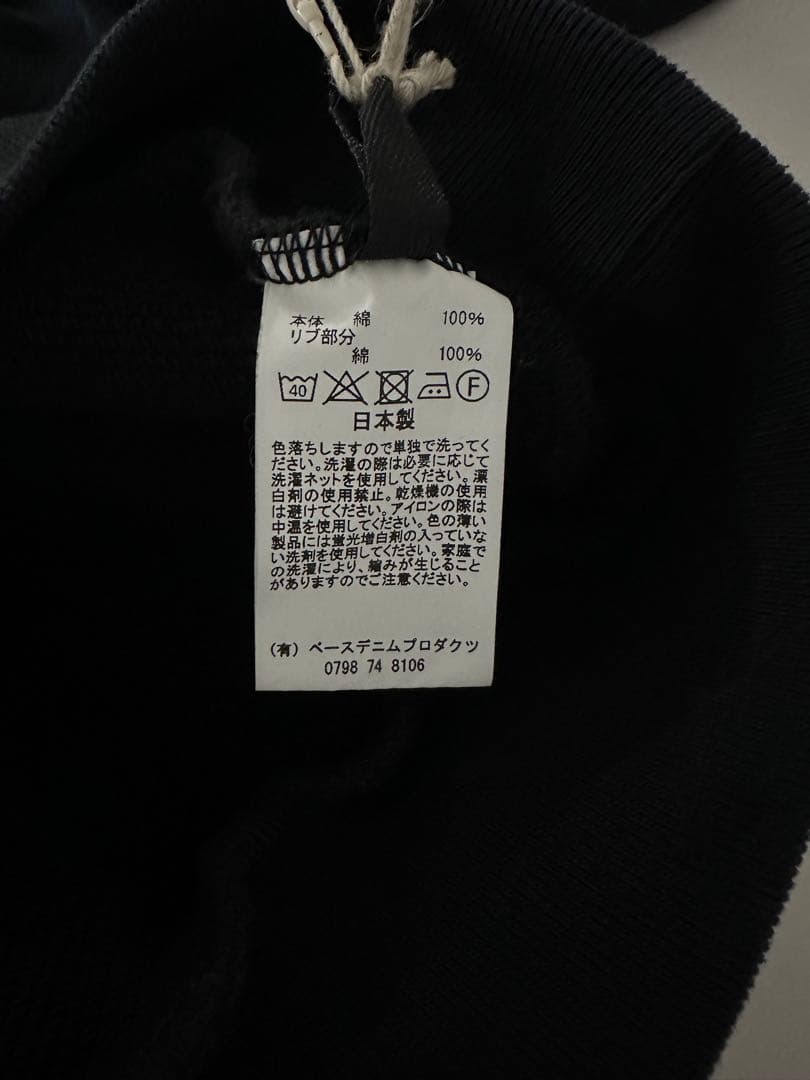 本体 綿 100%
リブ部分
綿 100%
40 F
日本製
色落ちしますので単独で洗ってく
ださい。洗濯の際は必要に応じて
洗濯ネットを使用してください。漂
白剤の使用禁止。乾燥機の使用
は避けてください。アイロンの際は
中温を使用してください。色の薄い
製品には蛍光増白剤の入っていな
い洗剤を使用してください。家庭で
の洗濯により、縮みが生じること
がありますのでご注意ください。
(有) ベースデニムプロダクツ
0798 74 8106